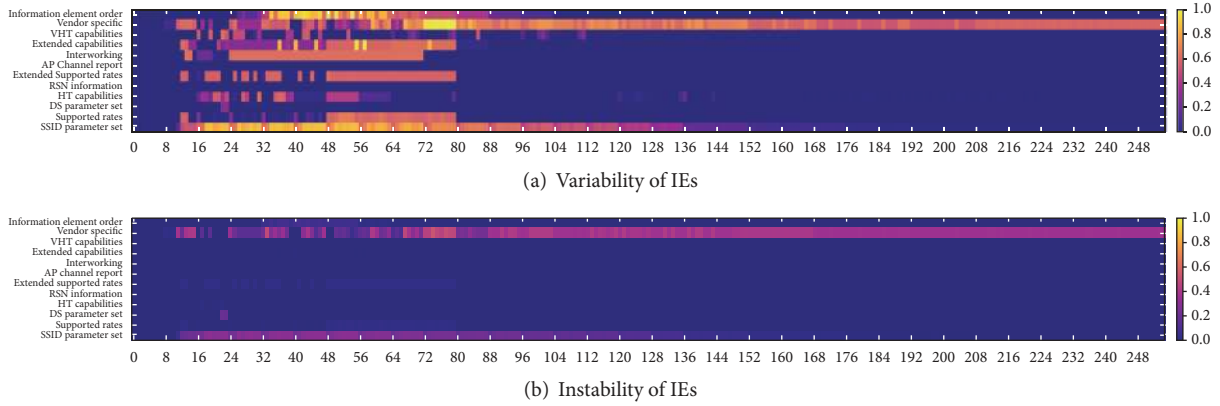 Information element order
Vendor specific
VHT capabilities
Extended capabilities
Interworking
AP Channel report
Extended Supported rates
RSN information
HT capabilities
DS parameter set
Supported rates
SSID parameter set
0 8 16 24 32 40 48 56 64 72 80 88 96 104 112 120 128 136 144 152 160 168 176 184 192 200 208 216 224 232 240 248
1.0
0.8
0.6
0.4
0.2
0.0
(a) Variability of IEs
Information element order
Vendor specific
VHT capabilities
Extended capabilities
Interworking
AP channel report
Extended supported rates
RSN information
HT capabilities
DS parameter set
Supported rates
SSID parameter set
0 8 16 24 32 40 48 56 64 72 80 88 96 104 112 120 128 136 144 152 160 168 176 184 192 200 208 216 224 232 240 248
1.0
0.8
0.6
0.4
0.2
0.0
(b) Instability of IEs